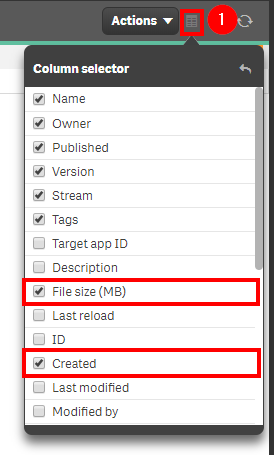 Actions
1
Column selector
Name
Owner
Published
Version
Stream
Tags
Target app ID
Description
File size (MB)
Last reload
ID
Created
Last modified
Modified by